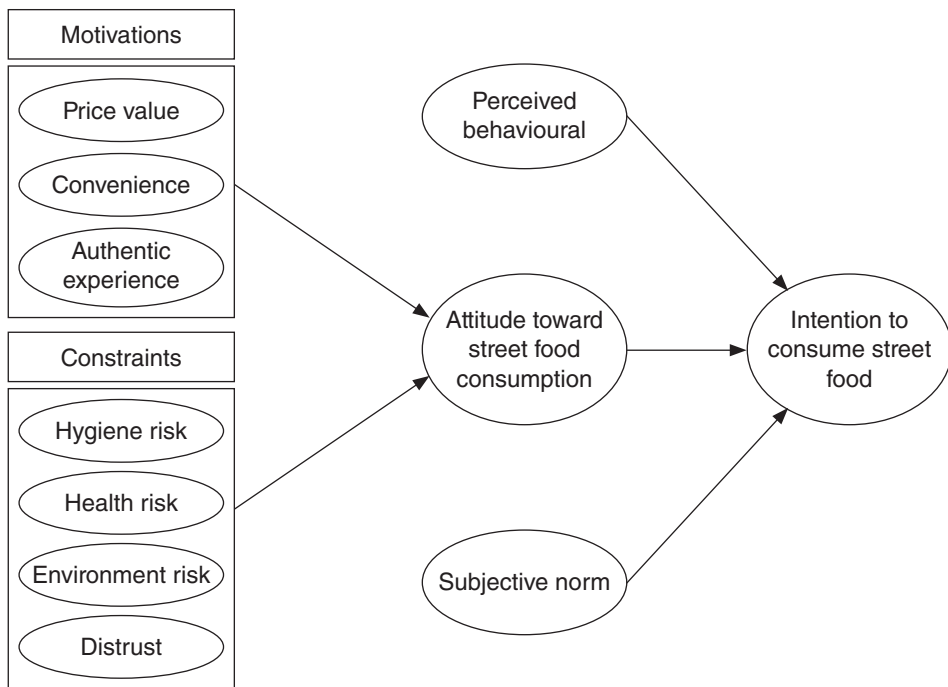 Motivations
Price value
Convenience
Authentic
experience
Constraints
Hygiene risk
Health risk
Environment risk
Distrust
Perceived
behavioural
Attitude toward
street food
consumption
Subjective norm
Intention to
consume street
food